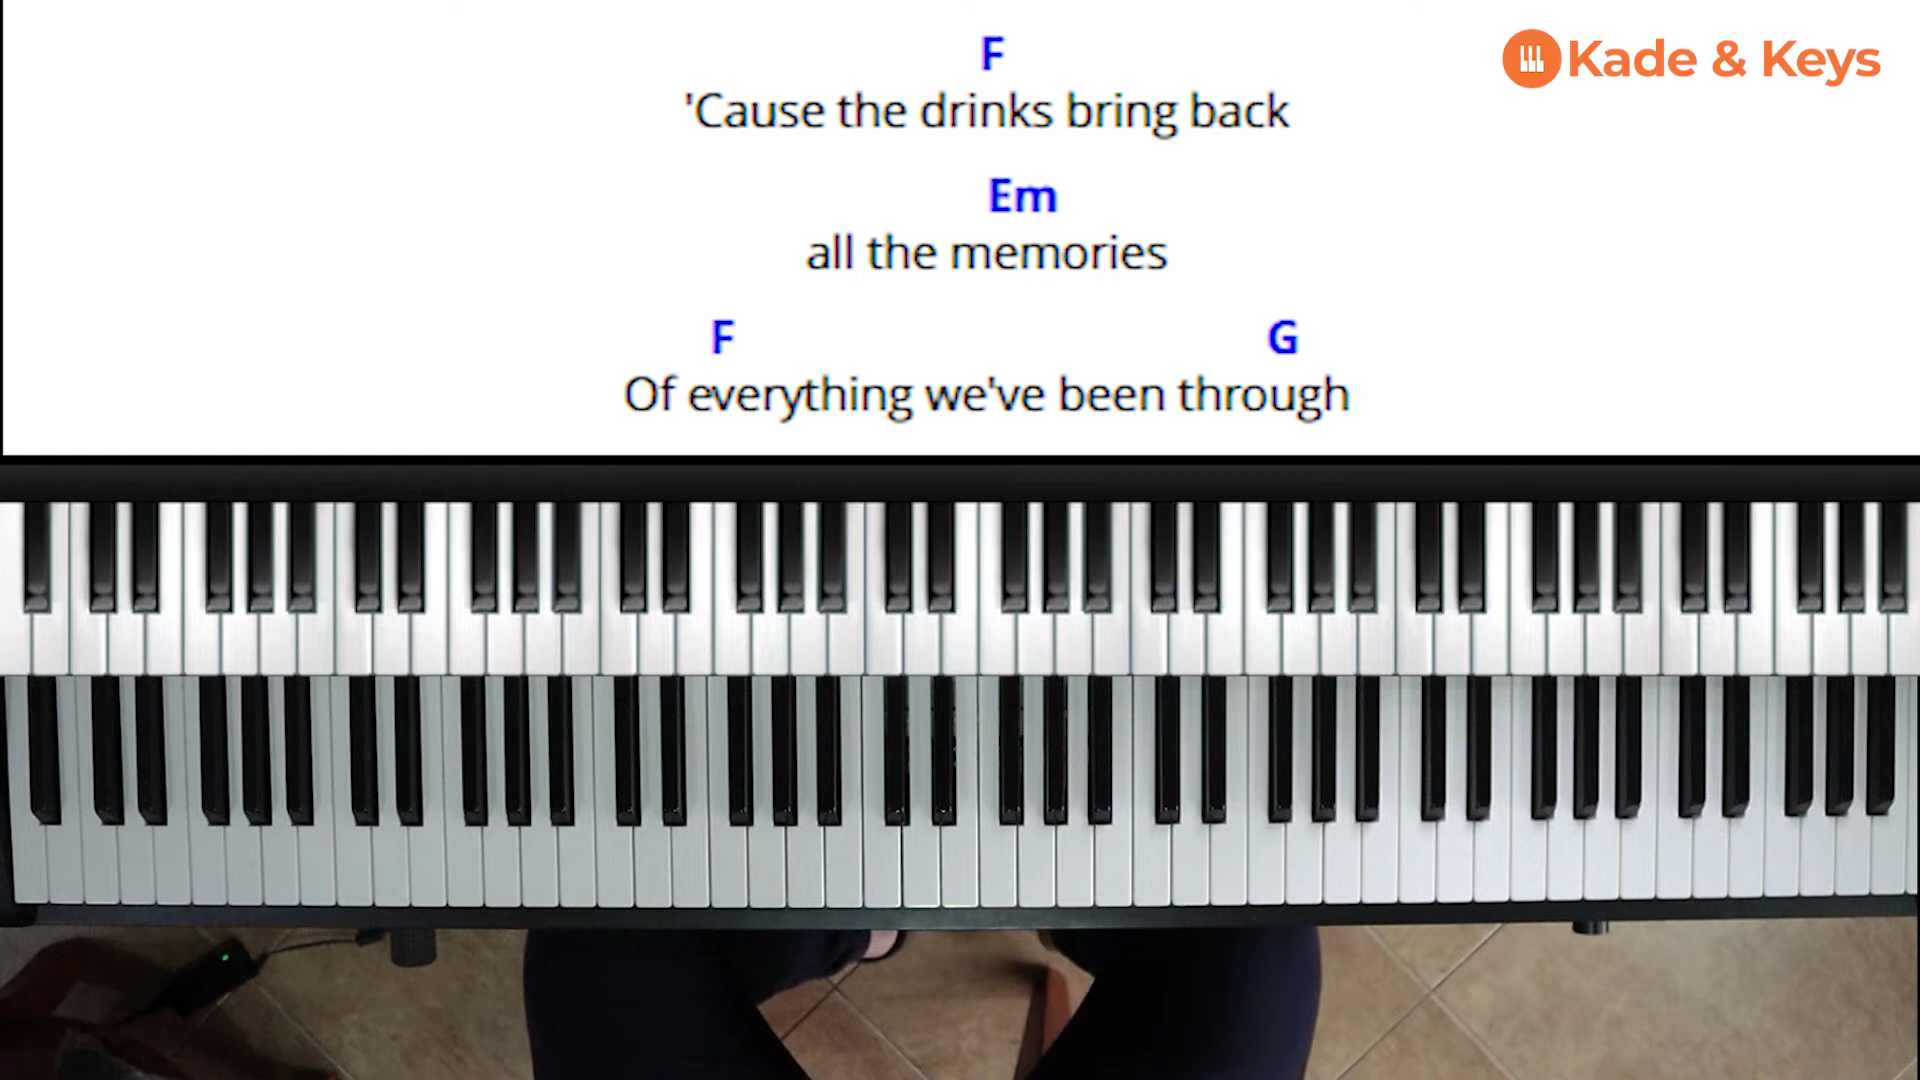 Kade & Keys
F
'Cause the drinks bring back
Em
all the memories
F G
Of everything we've been through